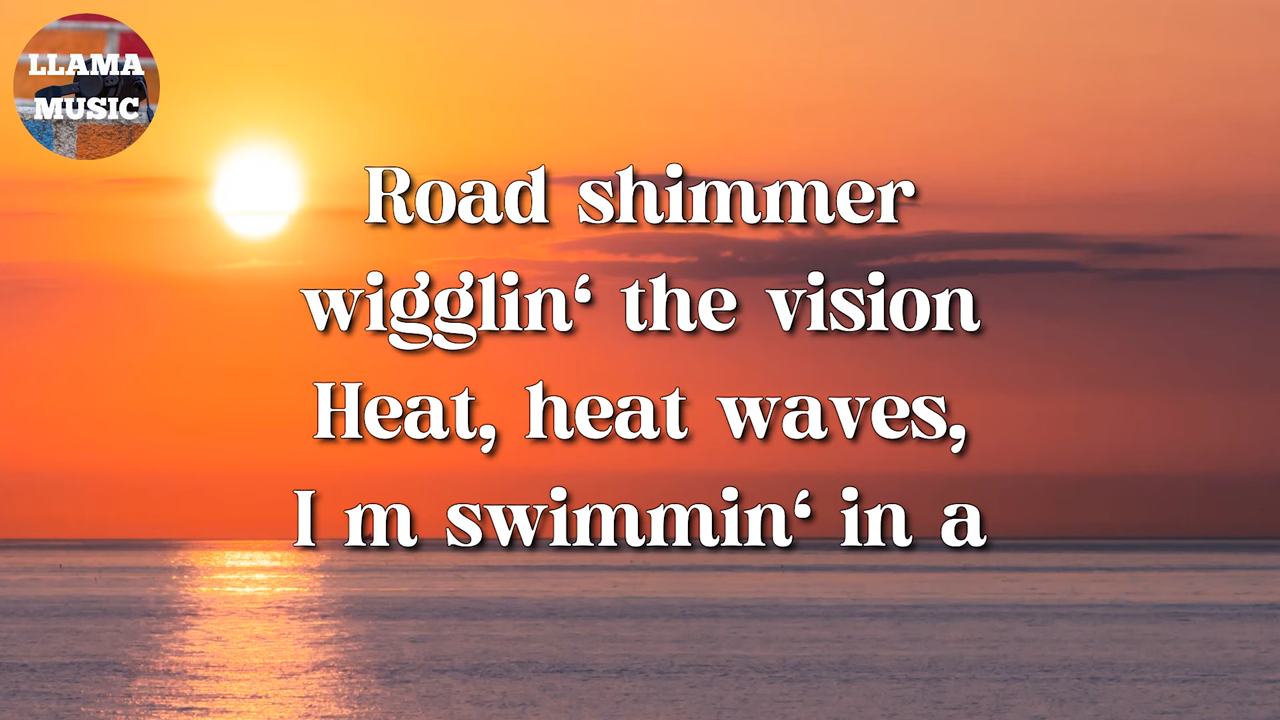 LLAMA
MUSIC
Road shimmer
wigglin‘ the vision
Heat, heat waves,
I m swimmin‘ in a